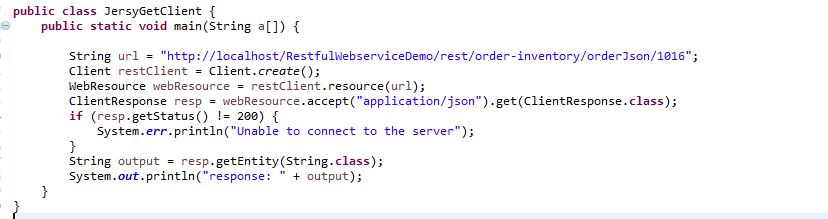 public class JersyGetClient {
    public static void main(String a[]) {

        String url = "http://localhost/RestfulWebserviceDemo/rest/order-inventory/orderJson/1016";
        Client restClient = Client.create();
        WebResource webResource = restClient.resource(url);
        ClientResponse resp = webResource.accept("application/json").get(ClientResponse.class);
        if (resp.getStatus() != 200) {
            System.err.println("Unable to connect to the server");
        }
        String output = resp.getEntity(String.class);
        System.out.println("response: " + output);
    }
}